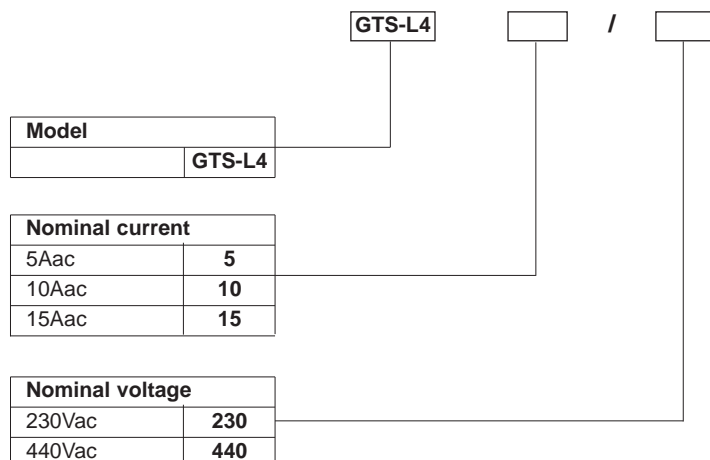 GTS-L4 /
Model
GTS-L4
Nominal current
5Aac 5
10Aac 10
15Aac 15
Nominal voltage
230Vac 230
440Vac 440